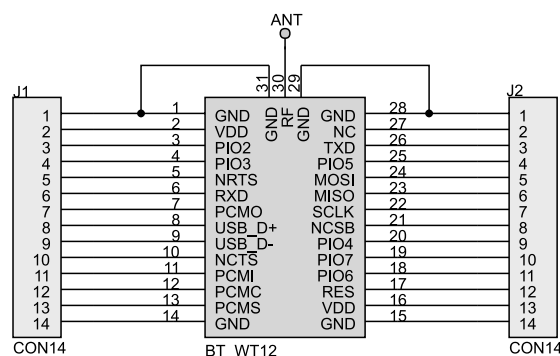 ANT
J1
J2
31
30
29
GND
RF
GND
1 1 GND GND 28 1
2 2 VDD NC 27 2
3 3 PIO2 TXD 26 3
4 4 PIO3 PIO5 25 4
5 5 NRTS MOSI 24 5
6 6 RXD MISO 23 6
7 7 PCMO SCLK 22 7
8 8 USB_D+ NCSB 21 8
9 9 USB_D- PIO4 20 9
10 10 NCTS PIO7 19 10
11 11 PCMI PIO6 18 11
12 12 PCMC RES 17 12
13 13 PCMS VDD 16 13
14 14 GND GND 15 14
CON14
BT_WT12
CON14